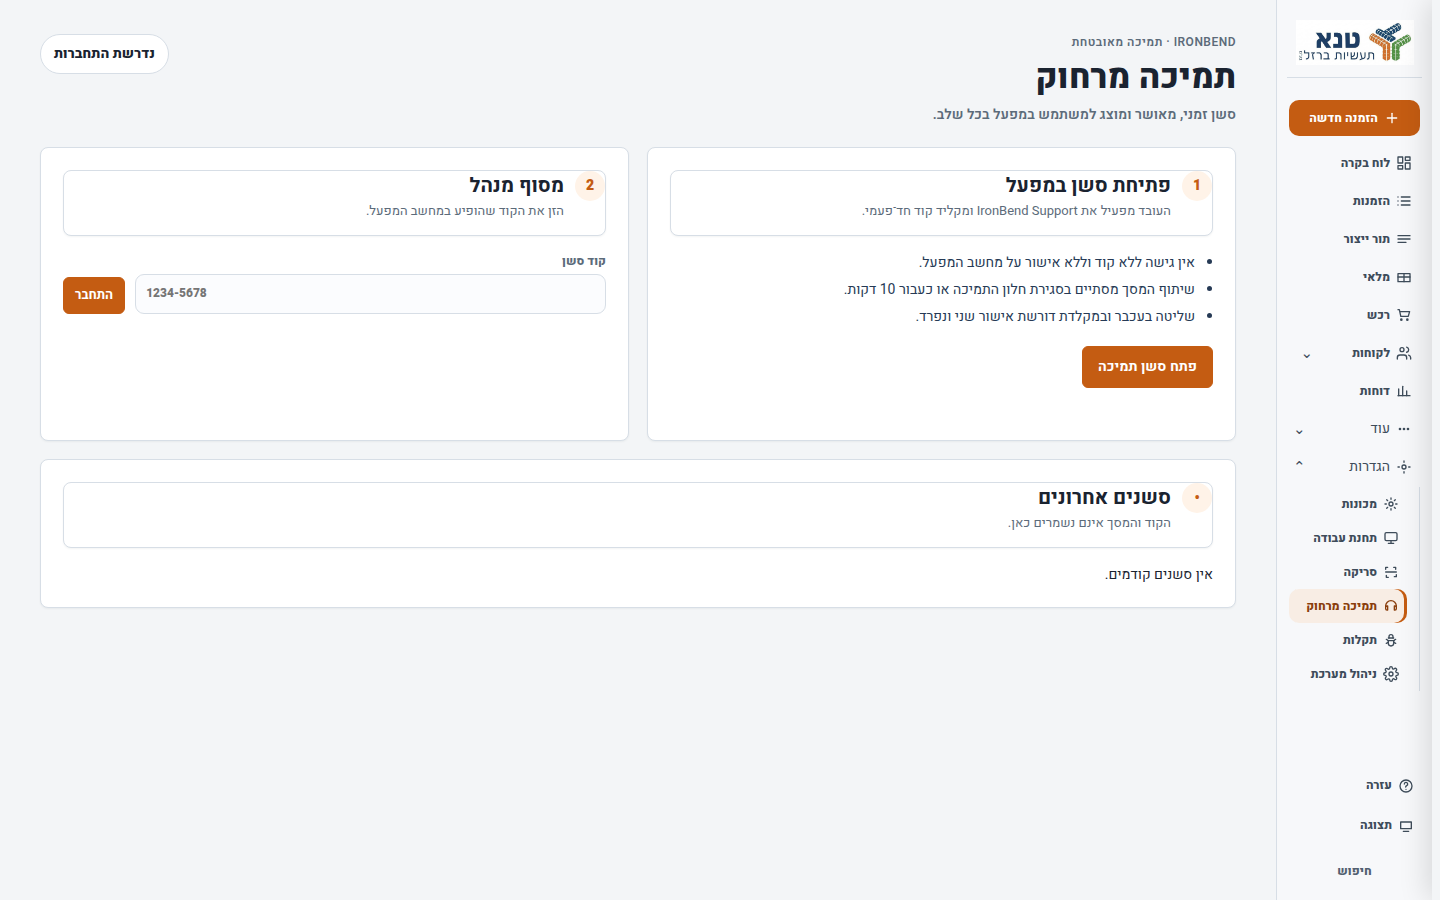 טנא
תעשיות ברזל
הזמנה חדשה
לוח בקרה
הזמנות
תור ייצור
מלאי
רכש
לקוחות
דוחות
עוד
הגדרות
מכונות
תחנת עבודה
סריקה
תמיכה מרחוק
תקלות
ניהול מערכת
עזרה
תצוגה
חיפוש
IRONBEND · תמיכה מאובטחת
תמיכה מרחוק
סשן זמני, מאושר ומוצג למשתמש במפעל בכל שלב.
נדרשת התחברות
1
פתיחת סשן במפעל
העובד מפעיל את IronBend Support ומקליד קוד חד־פעמי.
• אין גישה ללא קוד וללא אישור על מחשב המפעל.
• שיתוף המסך מסתיים בסגירת חלון התמיכה או כעבור 10 דקות.
• שליטה בעכבר ובמקלדת דורשת אישור שני ונפרד.
פתח סשן תמיכה
2
מסוף מנהל
הזן את הקוד שהופיע במחשב המפעל.
קוד סשן
1234-5678
התחבר
•
סשנים אחרונים
הקוד והמסך אינם נשמרים כאן.
אין סשנים קודמים.